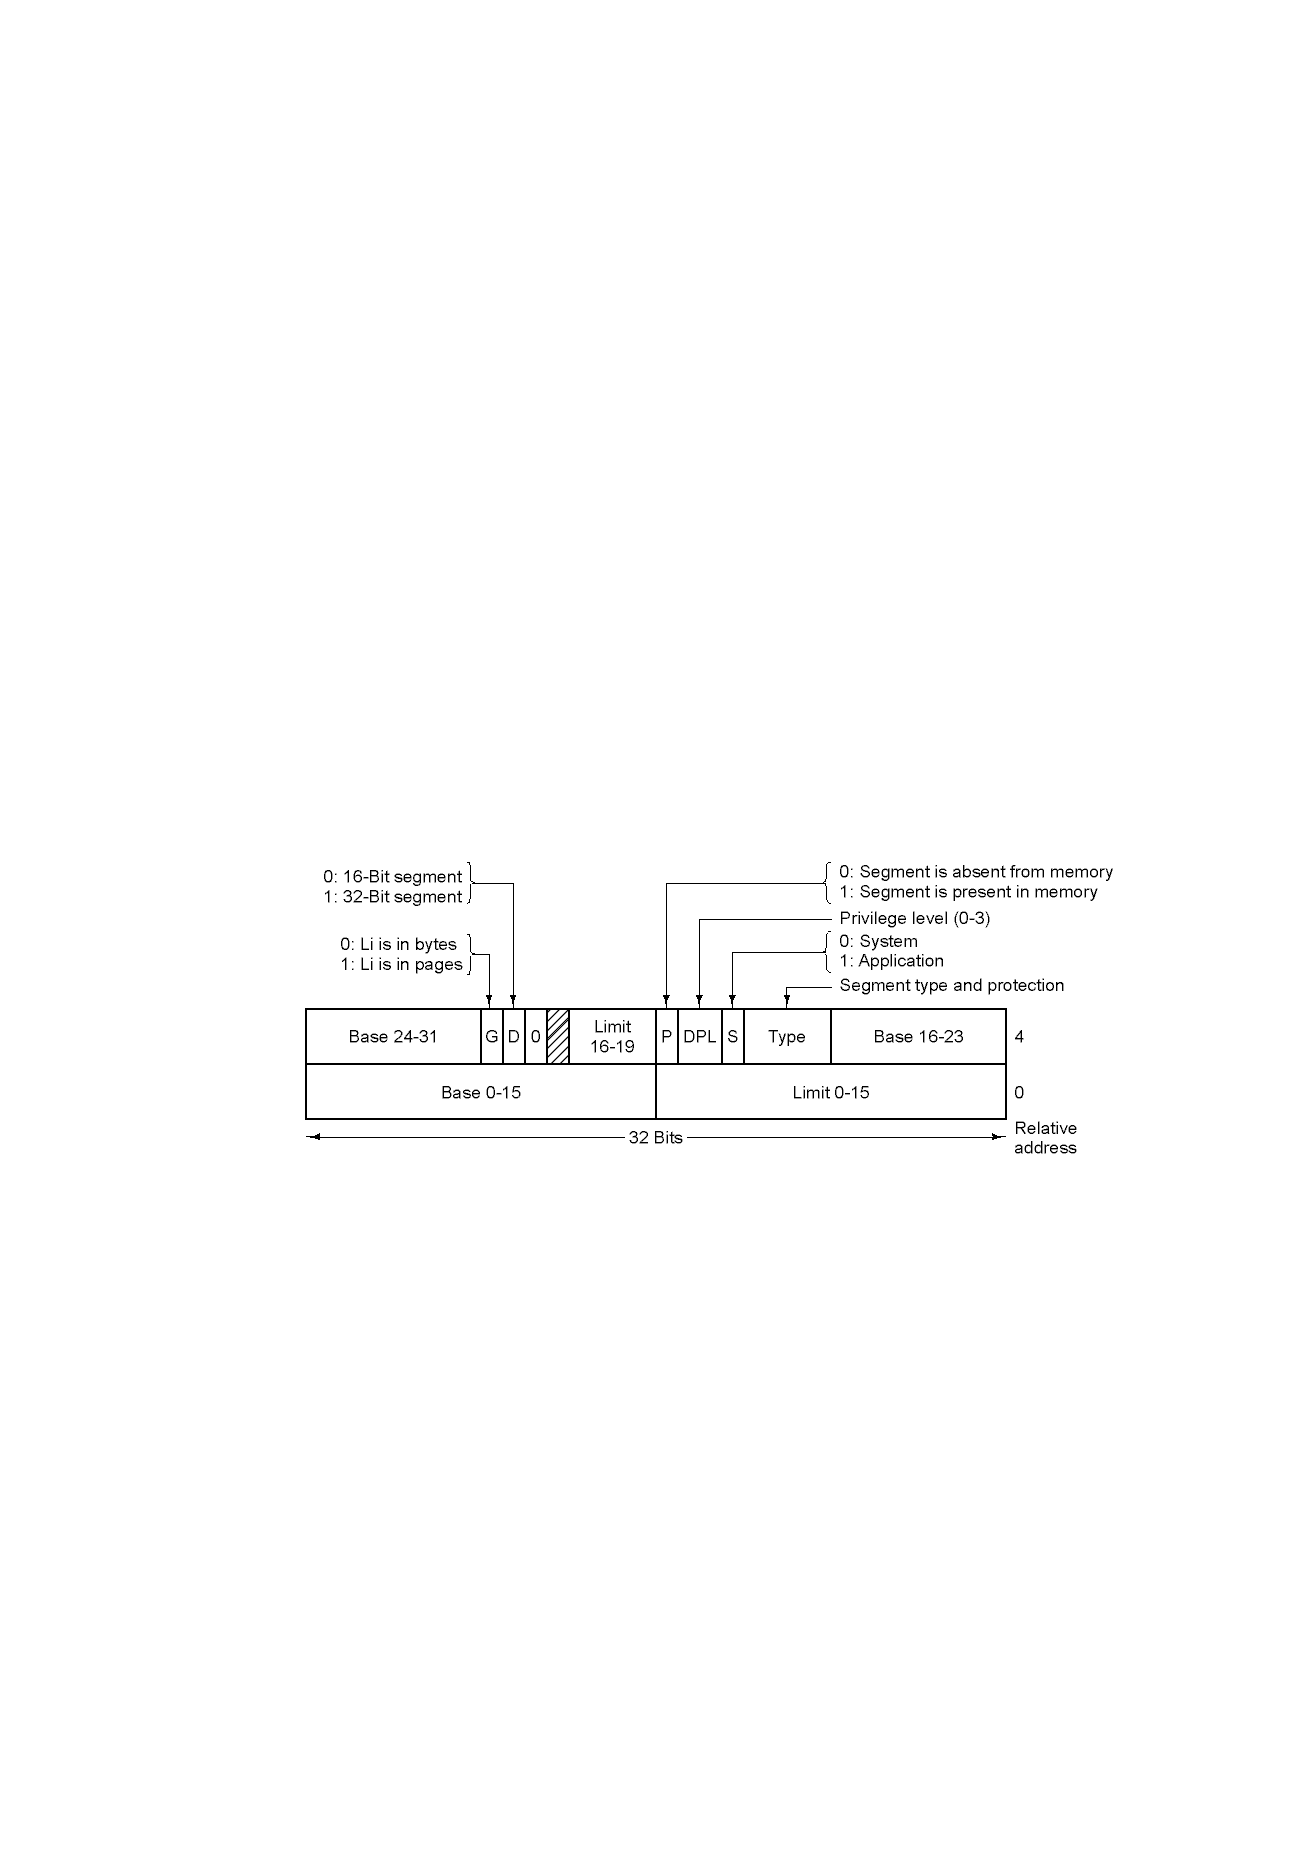 0: 16-Bit segment
1: 32-Bit segment
0: Li is in bytes
1: Li is in pages
0: Segment is absent from memory
1: Segment is present in memory
Privilege level (0-3)
0: System
1: Application
Segment type and protection
Base 24-31 G D 0 Limit 16-19 P DPL S Type Base 16-23 4
Base 0-15 Limit 0-15 0
32 Bits
Relative
address